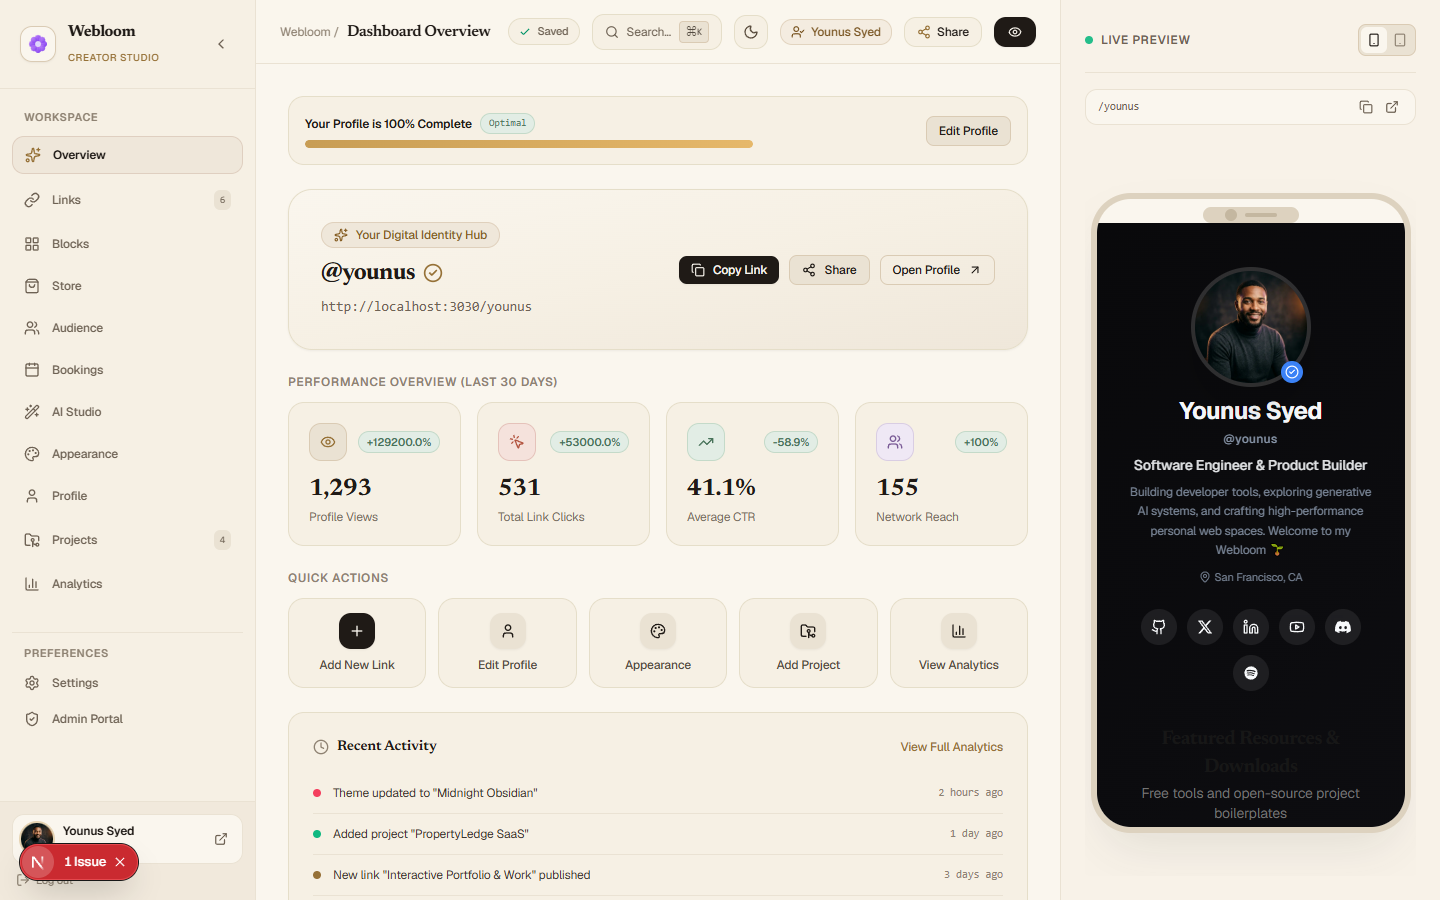 Webloom
CREATOR STUDIO
WORKSPACE
Overview
Links 6
Blocks
Store
Audience
Bookings
AI Studio
Appearance
Profile
Projects 4
Analytics
PREFERENCES
Settings
Admin Portal
Younus Syed
1 Issue
Log out
Webloom / Dashboard Overview
Saved
Search... ⌘K
Younus Syed
Share
Your Profile is 100% Complete Optimal
Edit Profile
Your Digital Identity Hub
@younus
http://localhost:3030/younus
Copy Link
Share
Open Profile
PERFORMANCE OVERVIEW (LAST 30 DAYS)
+129200.0%
1,293
Profile Views
+53000.0%
531
Total Link Clicks
-58.9%
41.1%
Average CTR
+100%
155
Network Reach
QUICK ACTIONS
Add New Link
Edit Profile
Appearance
Add Project
View Analytics
Recent Activity
View Full Analytics
Theme updated to "Midnight Obsidian" 2 hours ago
Added project "PropertyLedge SaaS" 1 day ago
New link "Interactive Portfolio & Work" published 3 days ago
LIVE PREVIEW
/younus
Younus Syed
@younus
Software Engineer & Product Builder
Building developer tools, exploring generative
AI systems, and crafting high-performance
personal web spaces. Welcome to my
Webloom 🌱
San Francisco, CA
Featured Resources &
Downloads
Free tools and open-source project
boilerplates